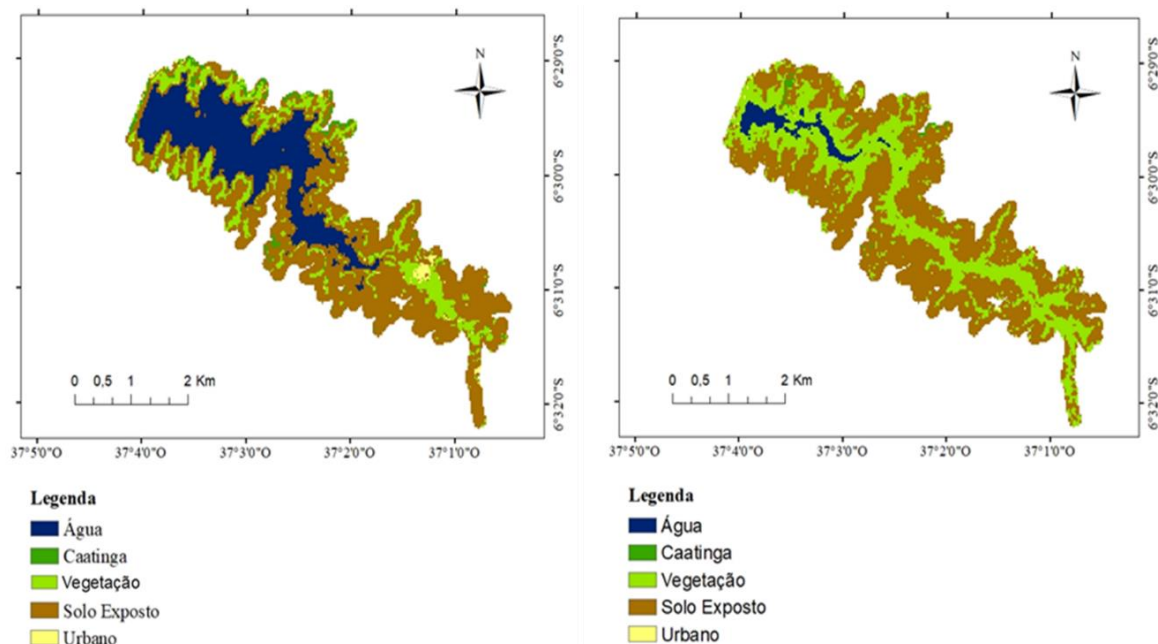 N
6°29'0"S
6°30'0"S
6°31'0"S
6°32'0"S
0 0,5 1 2 Km
37°5'0"O 37°4'0"O 37°3'0"O 37°2'0"O 37°1'0"O
Legenda
Água
Caatinga
Vegetação
Solo Exposto
Urbano
N
6°29'0"S
6°30'0"S
6°31'0"S
6°32'0"S
0 0,5 1 2 Km
37°5'0"O 37°4'0"O 37°3'0"O 37°2'0"O 37°1'0"O
Legenda
Água
Caatinga
Vegetação
Solo Exposto
Urbano